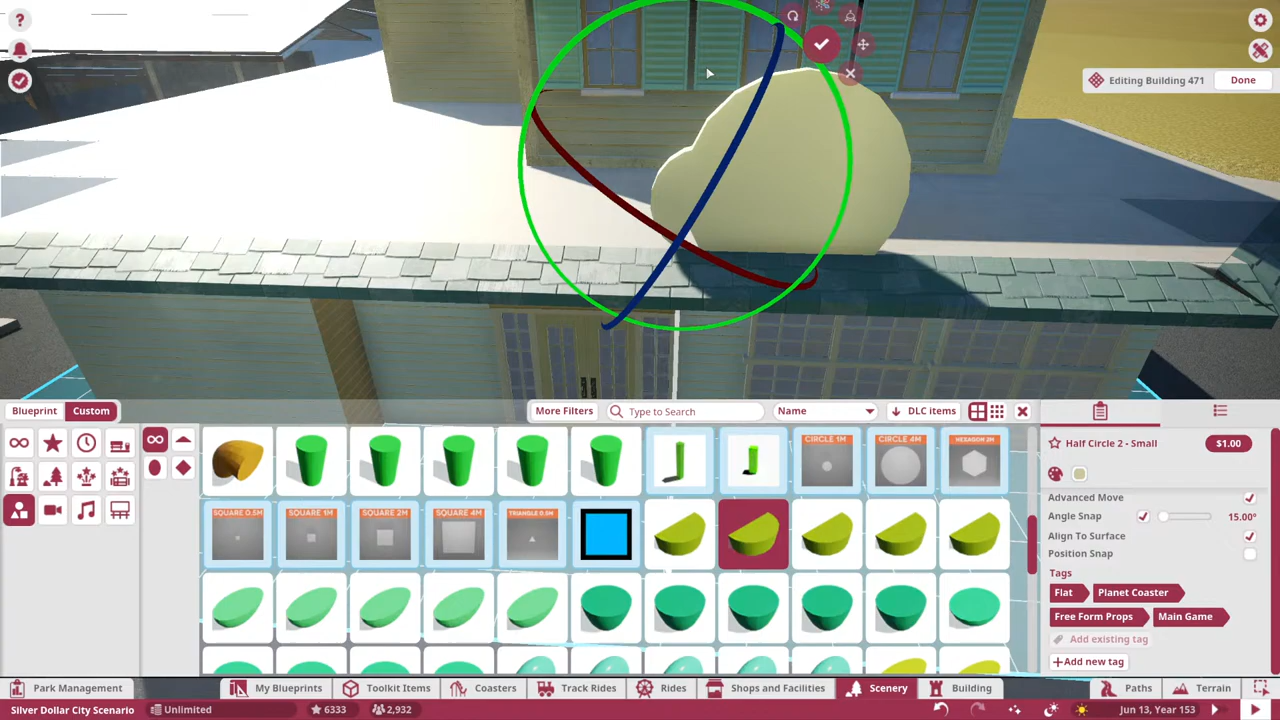 ?
Editing Building 471
Done
Blueprint
Custom
More Filters
Type to Search
Name
DLC items
CIRCLE 1M
CIRCLE 4M
HEXAGON 2M
SQUARE 0.5M
SQUARE 1M
SQUARE 2M
SQUARE 4M
TRIANGLE 0.5M
Half Circle 2 - Small
$1.00
Advanced Move
Angle Snap
15.00°
Align To Surface
Position Snap
Tags
Flat
Planet Coaster
Free Form Props
Main Game
Add existing tag
+Add new tag
Park Management
My Blueprints
Toolkit Items
Coasters
Track Rides
Rides
Shops and Facilities
Scenery
Building
Paths
Terrain
Silver Dollar City Scenario
Unlimited
6333
2,932
Jun 13, Year 153